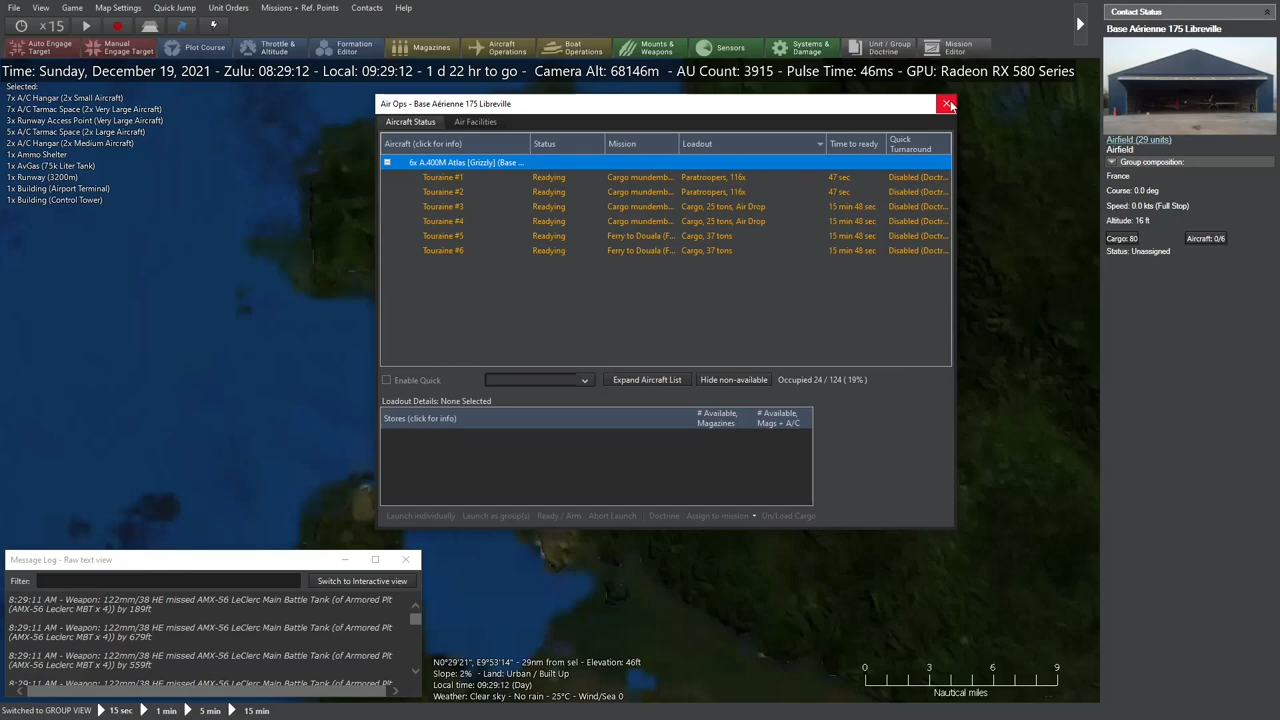 File View Game Map Settings Quick Jump Unit Orders Missions + Ref. Points Contacts Help
×15
Auto Engage Target
Manual Engage Target
Plot Course
Throttle & Altitude
Formation Editor
Magazines
Aircraft Operations
Boat Operations
Mounts & Weapons
Sensors
Systems & Damage
Unit / Group Doctrine
Mission Editor
Time: Sunday, December 19, 2021 - Zulu: 08:29:12 - Local: 09:29:12 - 1 d 22 hr to go - Camera Alt: 68146m - AU Count: 3915 - Pulse Time: 46ms - GPU: Radeon RX 580 Series
Selected:
7x A/C Hangar (2x Small Aircraft)
7x A/C Tarmac Space (2x Very Large Aircraft)
3x Runway Access Point (Very Large Aircraft)
5x A/C Tarmac Space (2x Large Aircraft)
2x A/C Hangar (2x Medium Aircraft)
1x Ammo Shelter
1x AvGas (75k Liter Tank)
1x Runway (3200m)
1x Building (Airport Terminal)
1x Building (Control Tower)
Air Ops - Base Aérienne 175 Libreville
Aircraft Status Air Facilities
Aircraft (click for info) Status Mission Loadout Time to ready Quick Turnaround
6x A.400M Atlas [Grizzly] (Base ...
Touraine #1 Readying Cargo mundemb... Paratroopers, 116x 47 sec Disabled (Doctr...
Touraine #2 Readying Cargo mundemb... Paratroopers, 116x 47 sec Disabled (Doctr...
Touraine #3 Readying Cargo mundemb... Cargo, 25 tons, Air Drop 15 min 48 sec Disabled (Doctr...
Touraine #4 Readying Cargo mundemb... Cargo, 25 tons, Air Drop 15 min 48 sec Disabled (Doctr...
Touraine #5 Readying Ferry to Douala (F... Cargo, 37 tons 15 min 48 sec Disabled (Doctr...
Touraine #6 Readying Ferry to Douala (F... Cargo, 37 tons 15 min 48 sec Disabled (Doctr...
Enable Quick Expand Aircraft List Hide non-available Occupied 24 / 124 ( 19% )
Loadout Details: None Selected
Stores (click for info) # Available, Magazines # Available, Mags + A/C
Launch individually Launch as group(s) Ready / Arm Abort Launch Doctrine Assign to mission Un/Load Cargo
Contact Status
Base Aérienne 175 Libreville
Airfield (29 units)
Airfield
Group composition:
France
Course: 0.0 deg
Speed: 0.0 kts (Full Stop)
Altitude: 16 ft
Cargo: 80 Aircraft: 0/6
Status: Unassigned
Message Log - Raw text view
Filter: Switch to Interactive view
8:29:11 AM - Weapon: 122mm/38 HE missed AMX-56 LeClerc Main Battle Tank (of Armored Plt
(AMX-56 Leclerc MBT x 4)) by 189ft
8:29:11 AM - Weapon: 122mm/38 HE missed AMX-56 LeClerc Main Battle Tank (of Armored Plt
(AMX-56 Leclerc MBT x 4)) by 679ft
8:29:11 AM - Weapon: 122mm/38 HE missed AMX-56 LeClerc Main Battle Tank (of Armored Plt
(AMX-56 Leclerc MBT x 4)) by 559ft
N0°29'21", E9°53'14" - 29nm from sel - Elevation: 46ft
Slope: 2% - Land: Urban / Built Up
Local time: 09:29:12 (Day)
Weather: Clear sky - No rain - 25°C - Wind/Sea 0
0 3 6 9
Nautical miles
Switched to GROUP VIEW 15 sec 1 min 5 min 15 min